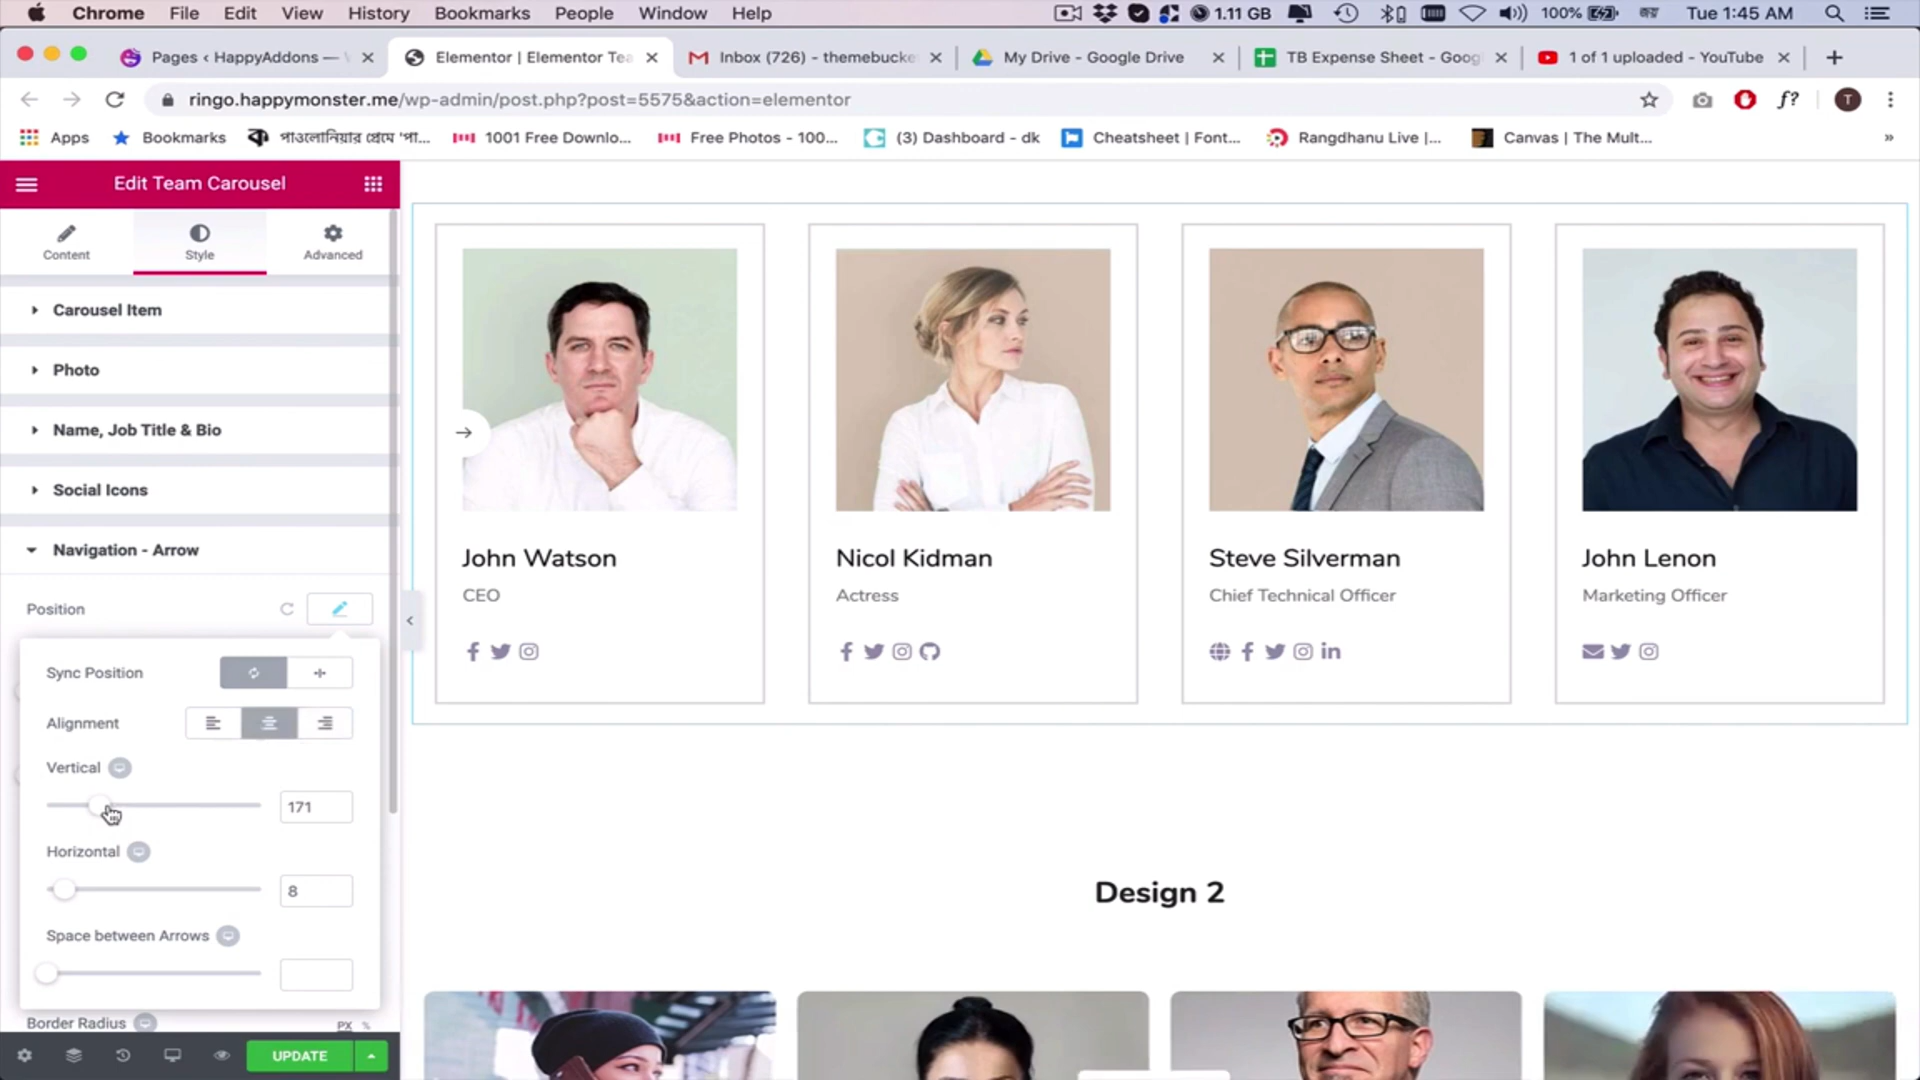 Chrome File Edit View History Bookmarks People Window Help 1.11 GB 100% Tue 1:45 AM
Pages ‹ HappyAddons — Elementor | Elementor Tea Inbox (726) - themebucke My Drive - Google Drive TB Expense Sheet - Goog 1 of 1 uploaded - YouTube
ringo.happymonster.me/wp-admin/post.php?post=5575&action=elementor f? T
Apps Bookmarks পাওলোনিয়ার প্রেমে 'পা... 1001 Free Downlo... Free Photos - 100... (3) Dashboard - dk Cheatsheet | Font... Rangdhanu Live |... Canvas | The Mult... »
Edit Team Carousel
Content Style Advanced
Carousel Item
Photo
Name, Job Title & Bio
Social Icons
Navigation - Arrow
Position
Sync Position
Alignment
Vertical
171
Horizontal
8
Space between Arrows
Border Radius PX %
UPDATE
John Watson
CEO
Nicol Kidman
Actress
Steve Silverman
Chief Technical Officer
John Lenon
Marketing Officer
Design 2